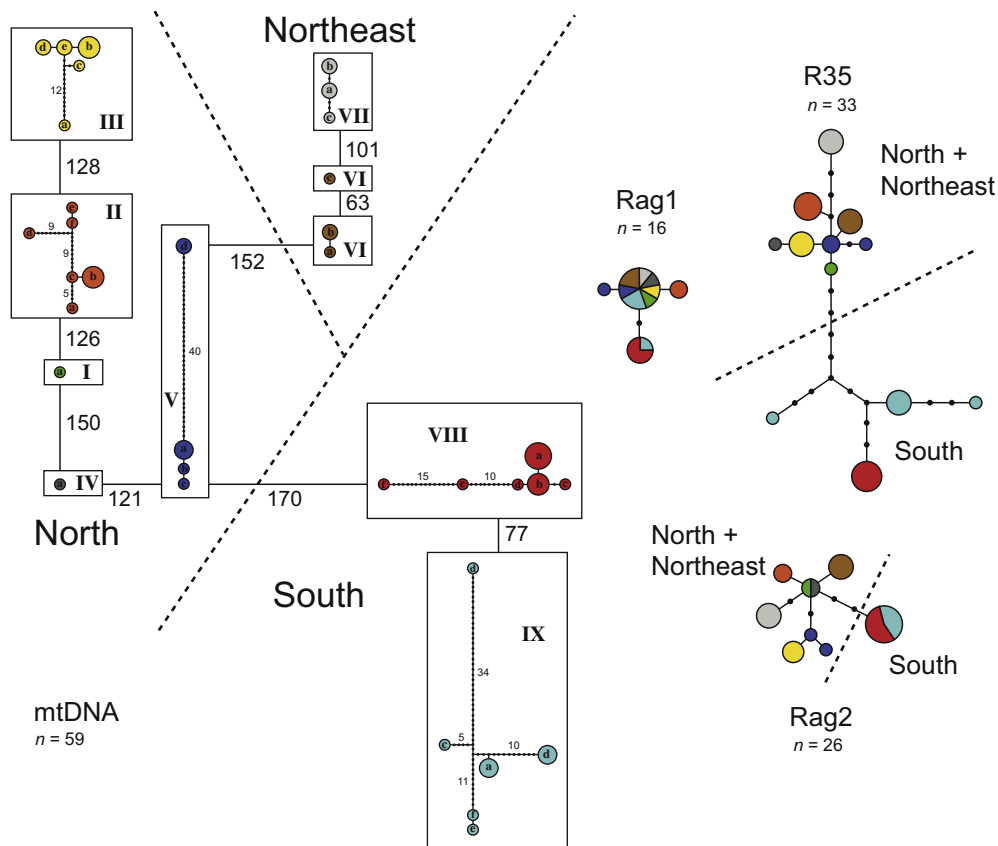 Northeast
d e b
c
12
a
III
128
II
e
f
d
9
9
c b
5
a
126
a I
150
a IV
121
North
d
40
V
a
b
c
152
b
a
c
VII
101
c VI
63
b
a
VI
170
VIII
a
15
10
f e d b c
77
South
d
34
IX
c
5
10
d
a
11
f
e
mtDNA
n = 59
Rag1
n = 16
R35
n = 33
North +
Northeast
South
North +
Northeast
South
Rag2
n = 26